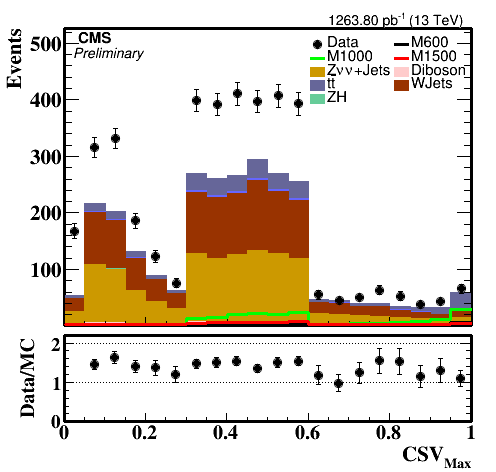 1263.80 pb⁻¹ (13 TeV)
CMS
Preliminary
Data
M600
M1000
M1500
Zνν+Jets
Diboson
tt
WJets
ZH
Events
500
400
300
200
100
Data/MC
2
1
0
0 0.2 0.4 0.6 0.8 1
CSV_Max